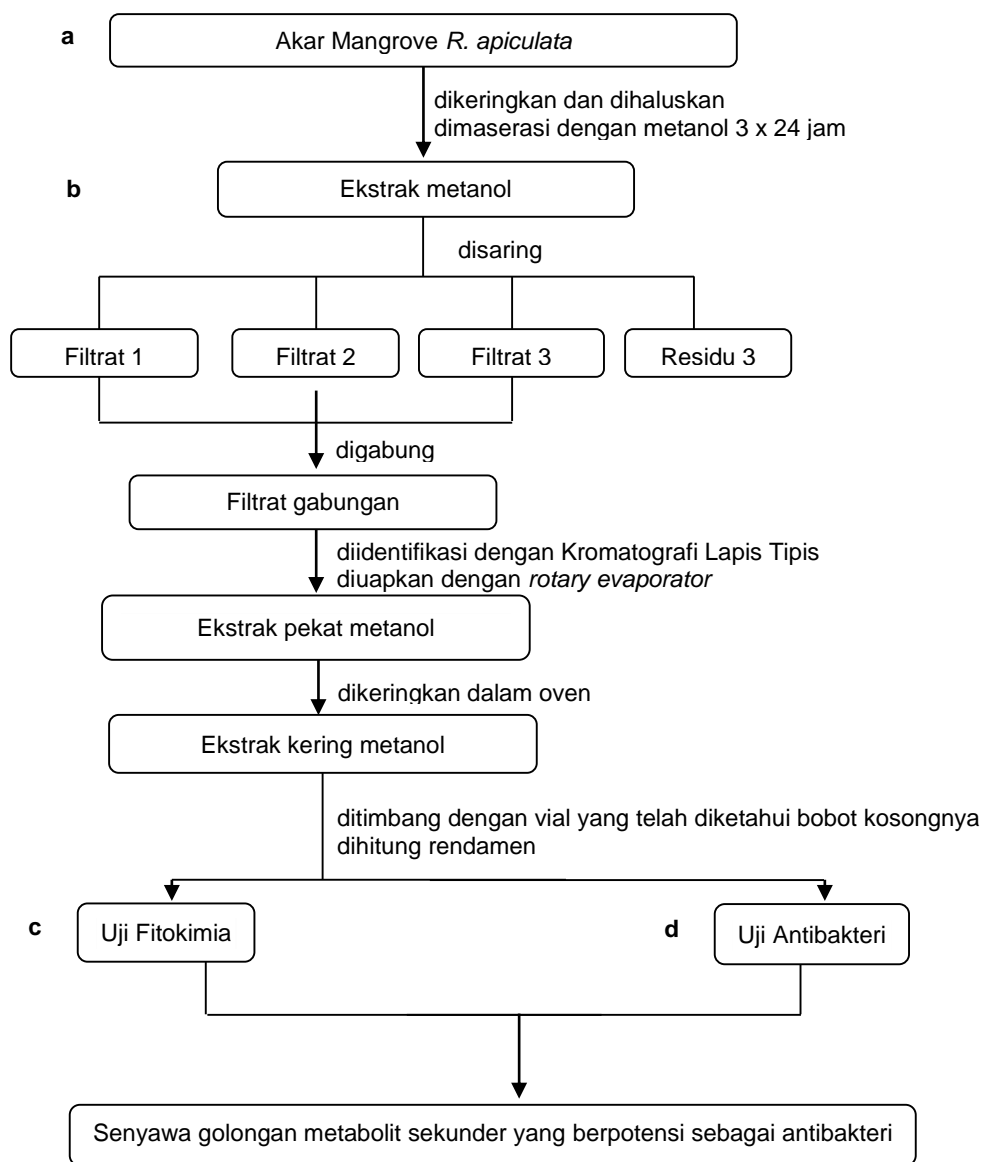 a
Akar Mangrove R. apiculata
dikeringkan dan dihaluskan
dimaserasi dengan metanol 3 x 24 jam
b
Ekstrak metanol
disaring
Filtrat 1
Filtrat 2
Filtrat 3
Residu 3
digabung
Filtrat gabungan
diidentifikasi dengan Kromatografi Lapis Tipis
diuapkan dengan rotary evaporator
Ekstrak pekat metanol
dikeringkan dalam oven
Ekstrak kering metanol
ditimbang dengan vial yang telah diketahui bobot kosongnya
dihitung rendamen
c
Uji Fitokimia
d
Uji Antibakteri
Senyawa golongan metabolit sekunder yang berpotensi sebagai antibakteri